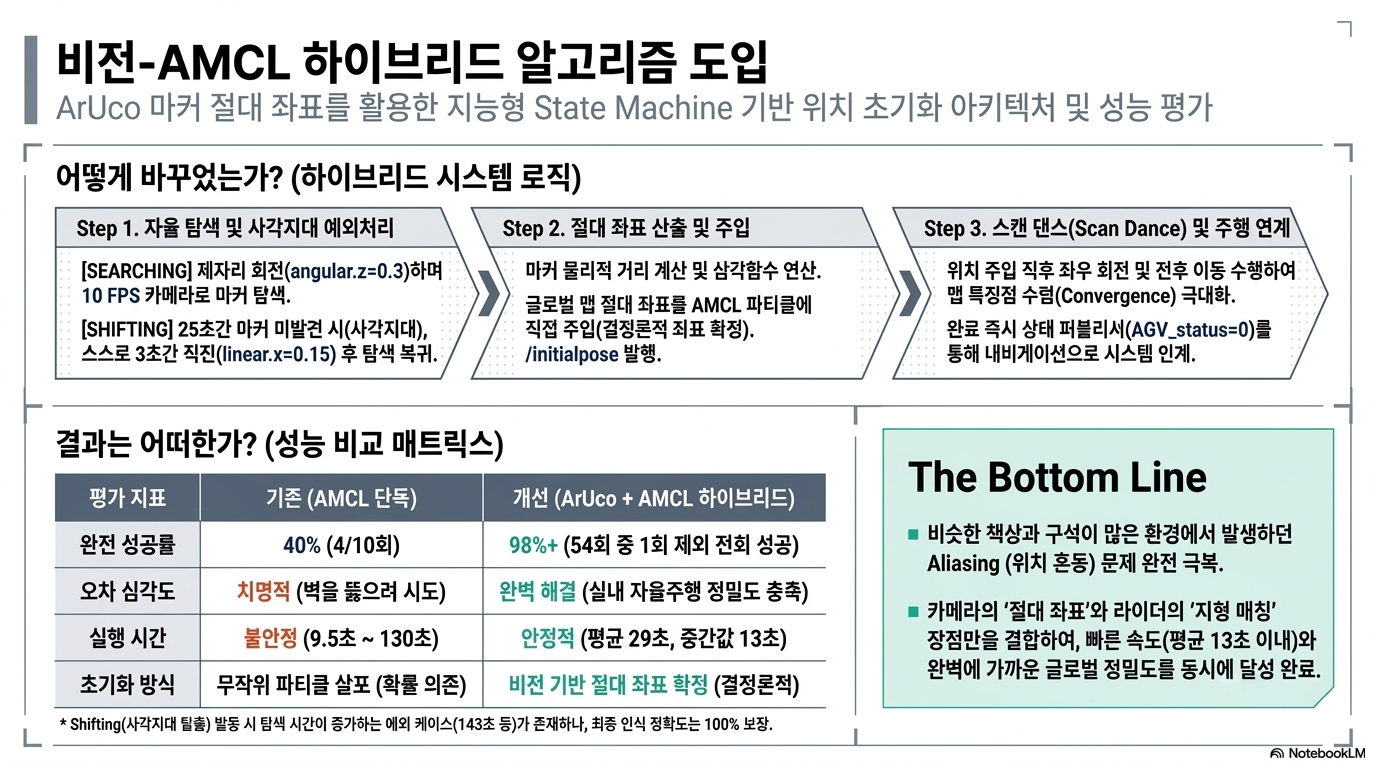 비전-AMCL 하이브리드 알고리즘 도입
ArUco 마커 절대 좌표를 활용한 지능형 State Machine 기반 위치 초기화 아키텍처 및 성능 평가
어떻게 바꾸었는가? (하이브리드 시스템 로직)
Step 1. 자율 탐색 및 사각지대 예외처리
[SEARCHING] 제자리 회전(angular.z=0.3)하며
10 FPS 카메라로 마커 탐색.
[SHIFTING] 25초간 마커 미발견 시(사각지대),
스스로 3초간 직진(linear.x=0.15) 후 탐색 복귀.
Step 2. 절대 좌표 산출 및 주입
마커 물리적 거리 계산 및 삼각함수 연산.
글로벌 맵 절대 좌표를 AMCL 파티클에
직접 주입(결정론적 좌표 확정).
/initialpose 발행.
Step 3. 스캔 댄스(Scan Dance) 및 주행 연계
위치 주입 직후 좌우 회전 및 전후 이동 수행하여
맵 특징점 수렴(Convergence) 극대화.
완료 즉시 상태 퍼블리서(AGV_status=0)를
통해 내비게이션으로 시스템 인계.
결과는 어떠한가? (성능 비교 매트릭스)
평가 지표 기존 (AMCL 단독) 개선 (ArUco + AMCL 하이브리드)
완전 성공률 40% (4/10회) 98%+ (54회 중 1회 제외 전회 성공)
오차 심각도 치명적 (벽을 뚫으려 시도) 완벽 해결 (실내 자율주행 정밀도 충족)
실행 시간 불안정 (9.5초 ~ 130초) 안정적 (평균 29초, 중간값 13초)
초기화 방식 무작위 파티클 살포 (확률 의존) 비전 기반 절대 좌표 확정 (결정론적)
* Shifting(사각지대 탈출) 발동 시 탐색 시간이 증가하는 예외 케이스(143초 등)가 존재하나, 최종 인식 정확도는 100% 보장.
The Bottom Line
■ 비슷한 책상과 구석이 많은 환경에서 발생하던
Aliasing (위치 혼동) 문제 완전 극복.
■ 카메라의 ‘절대 좌표’와 라이더의 ‘지형 매칭’
장점만을 결합하여, 빠른 속도(평균 13초 이내)와
완벽에 가까운 글로벌 정밀도를 동시에 달성 완료.
NotebookLM